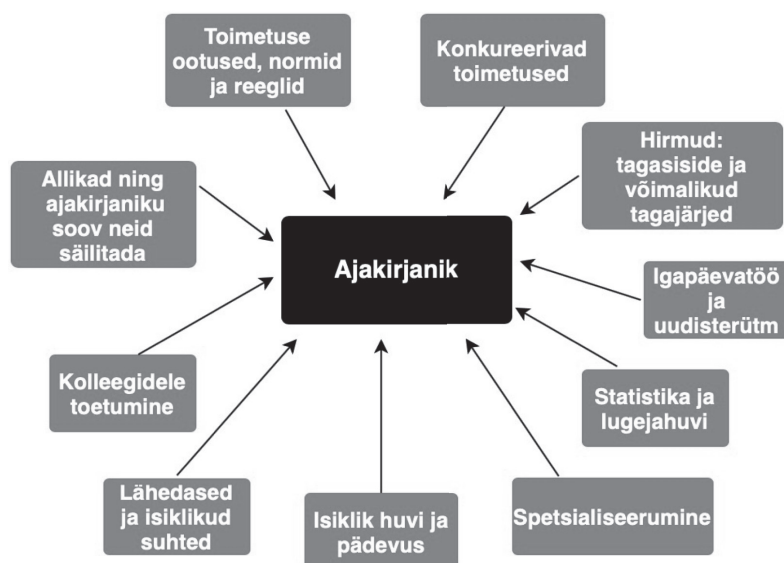 Toimetuse
ootused, normid
ja reeglid
Konkureerivad
toimetused
Hirmud:
tagasiside ja
võimalikud
tagajärjed
Allikad ning
ajakirjaniku
soov neid
säilitada
Ajakirjanik
Igapäevatöö
ja
uudisterütm
Kolleegidele
toetumine
Statistika ja
lugejahuvi
Lähedased
ja isiklikud
suhted
Isiklik huvi ja
pädevus
Spetsialiseerumine